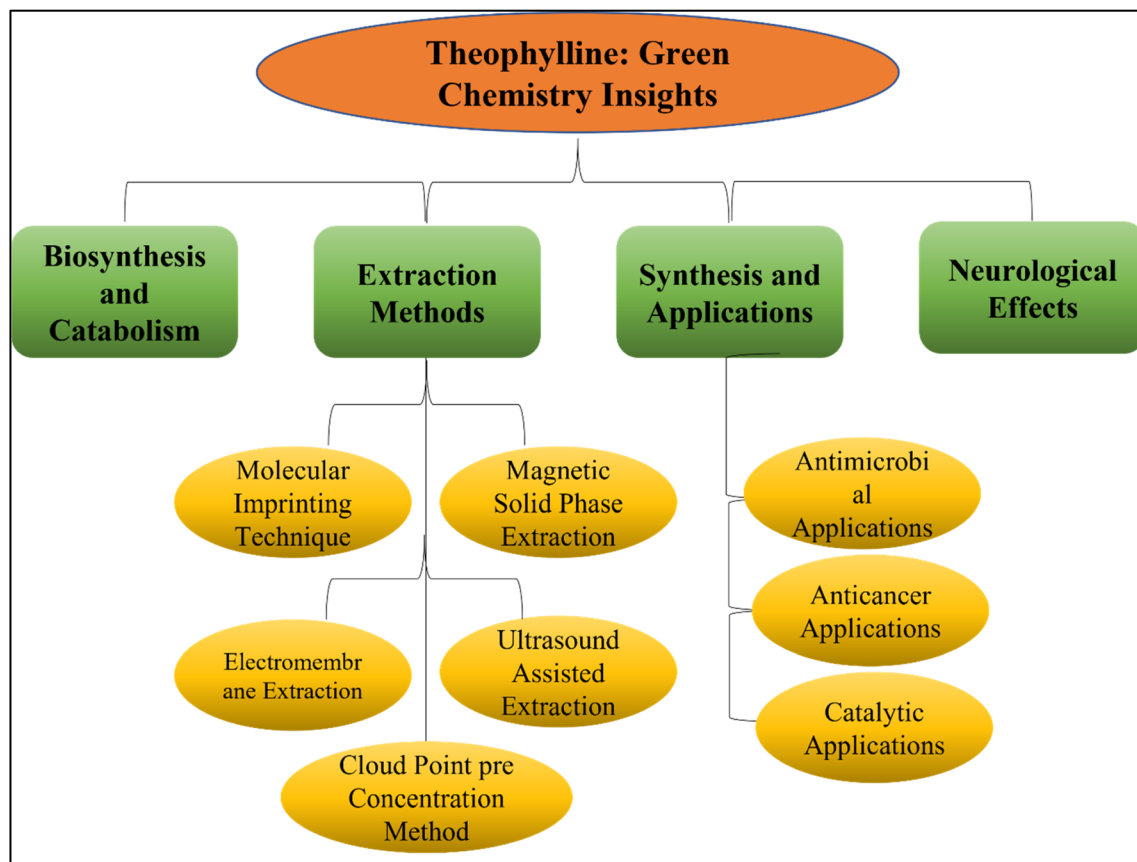 Theophylline: Green
Chemistry Insights
Biosynthesis
and
Catabolism
Extraction
Methods
Synthesis and
Applications
Neurological
Effects
Molecular
Imprinting
Technique
Magnetic
Solid Phase
Extraction
Electromembr
ane Extraction
Ultrasound
Assisted
Extraction
Cloud Point pre
Concentration
Method
Antimicrobi
al
Applications
Anticancer
Applications
Catalytic
Applications